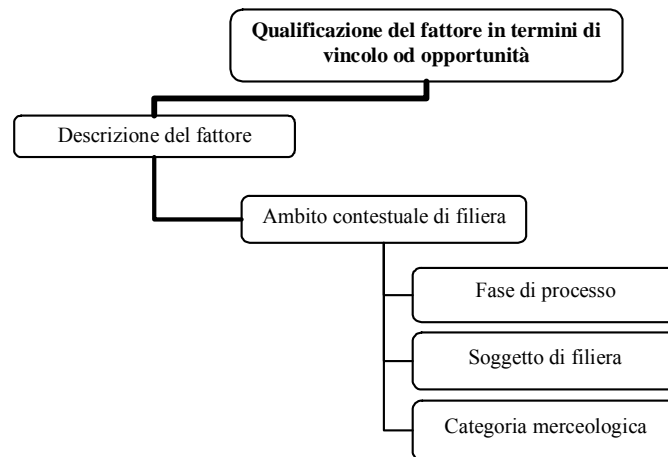 Qualificazione del fattore in termini di
vincolo od opportunità
Descrizione del fattore
Ambito contestuale di filiera
Fase di processo
Soggetto di filiera
Categoria merceologica